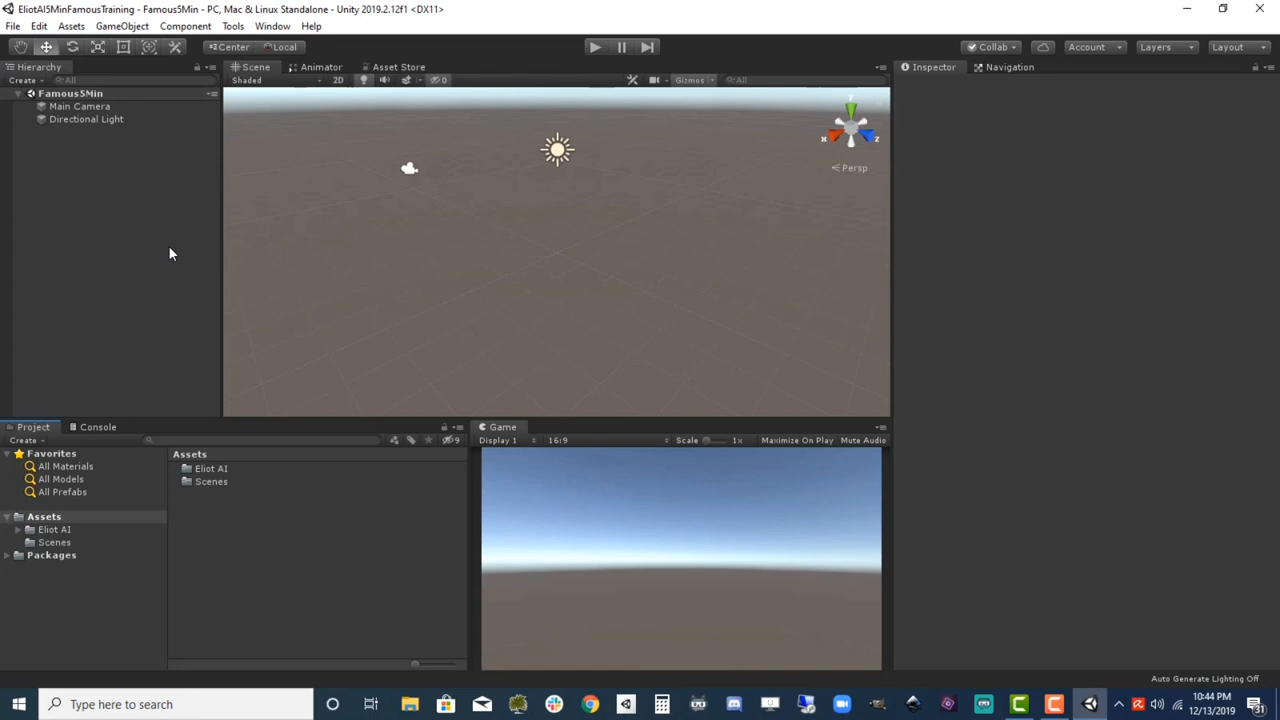 EliotAI5MinFamousTraining - Famous5Min - PC, Mac & Linux Standalone - Unity 2019.2.12f1 <DX11>
File Edit Assets GameObject Component Tools Window Help
Center Local Collab Account Layers Layout
Hierarchy Scene Animator Asset Store Inspector Navigation
Create All Shaded 2D 0 Gizmos All
Famous5Min
Main Camera
Directional Light
y
x z
Persp
Project Console Game
Create 9 Display 1 16:9 Scale 1x Maximize On Play Mute Audio
Favorites Assets
All Materials Eliot AI
All Models Scenes
All Prefabs
Assets
Eliot AI
Scenes
Packages
Auto Generate Lighting Off
Type here to search 10:44 PM
12/13/2019 31